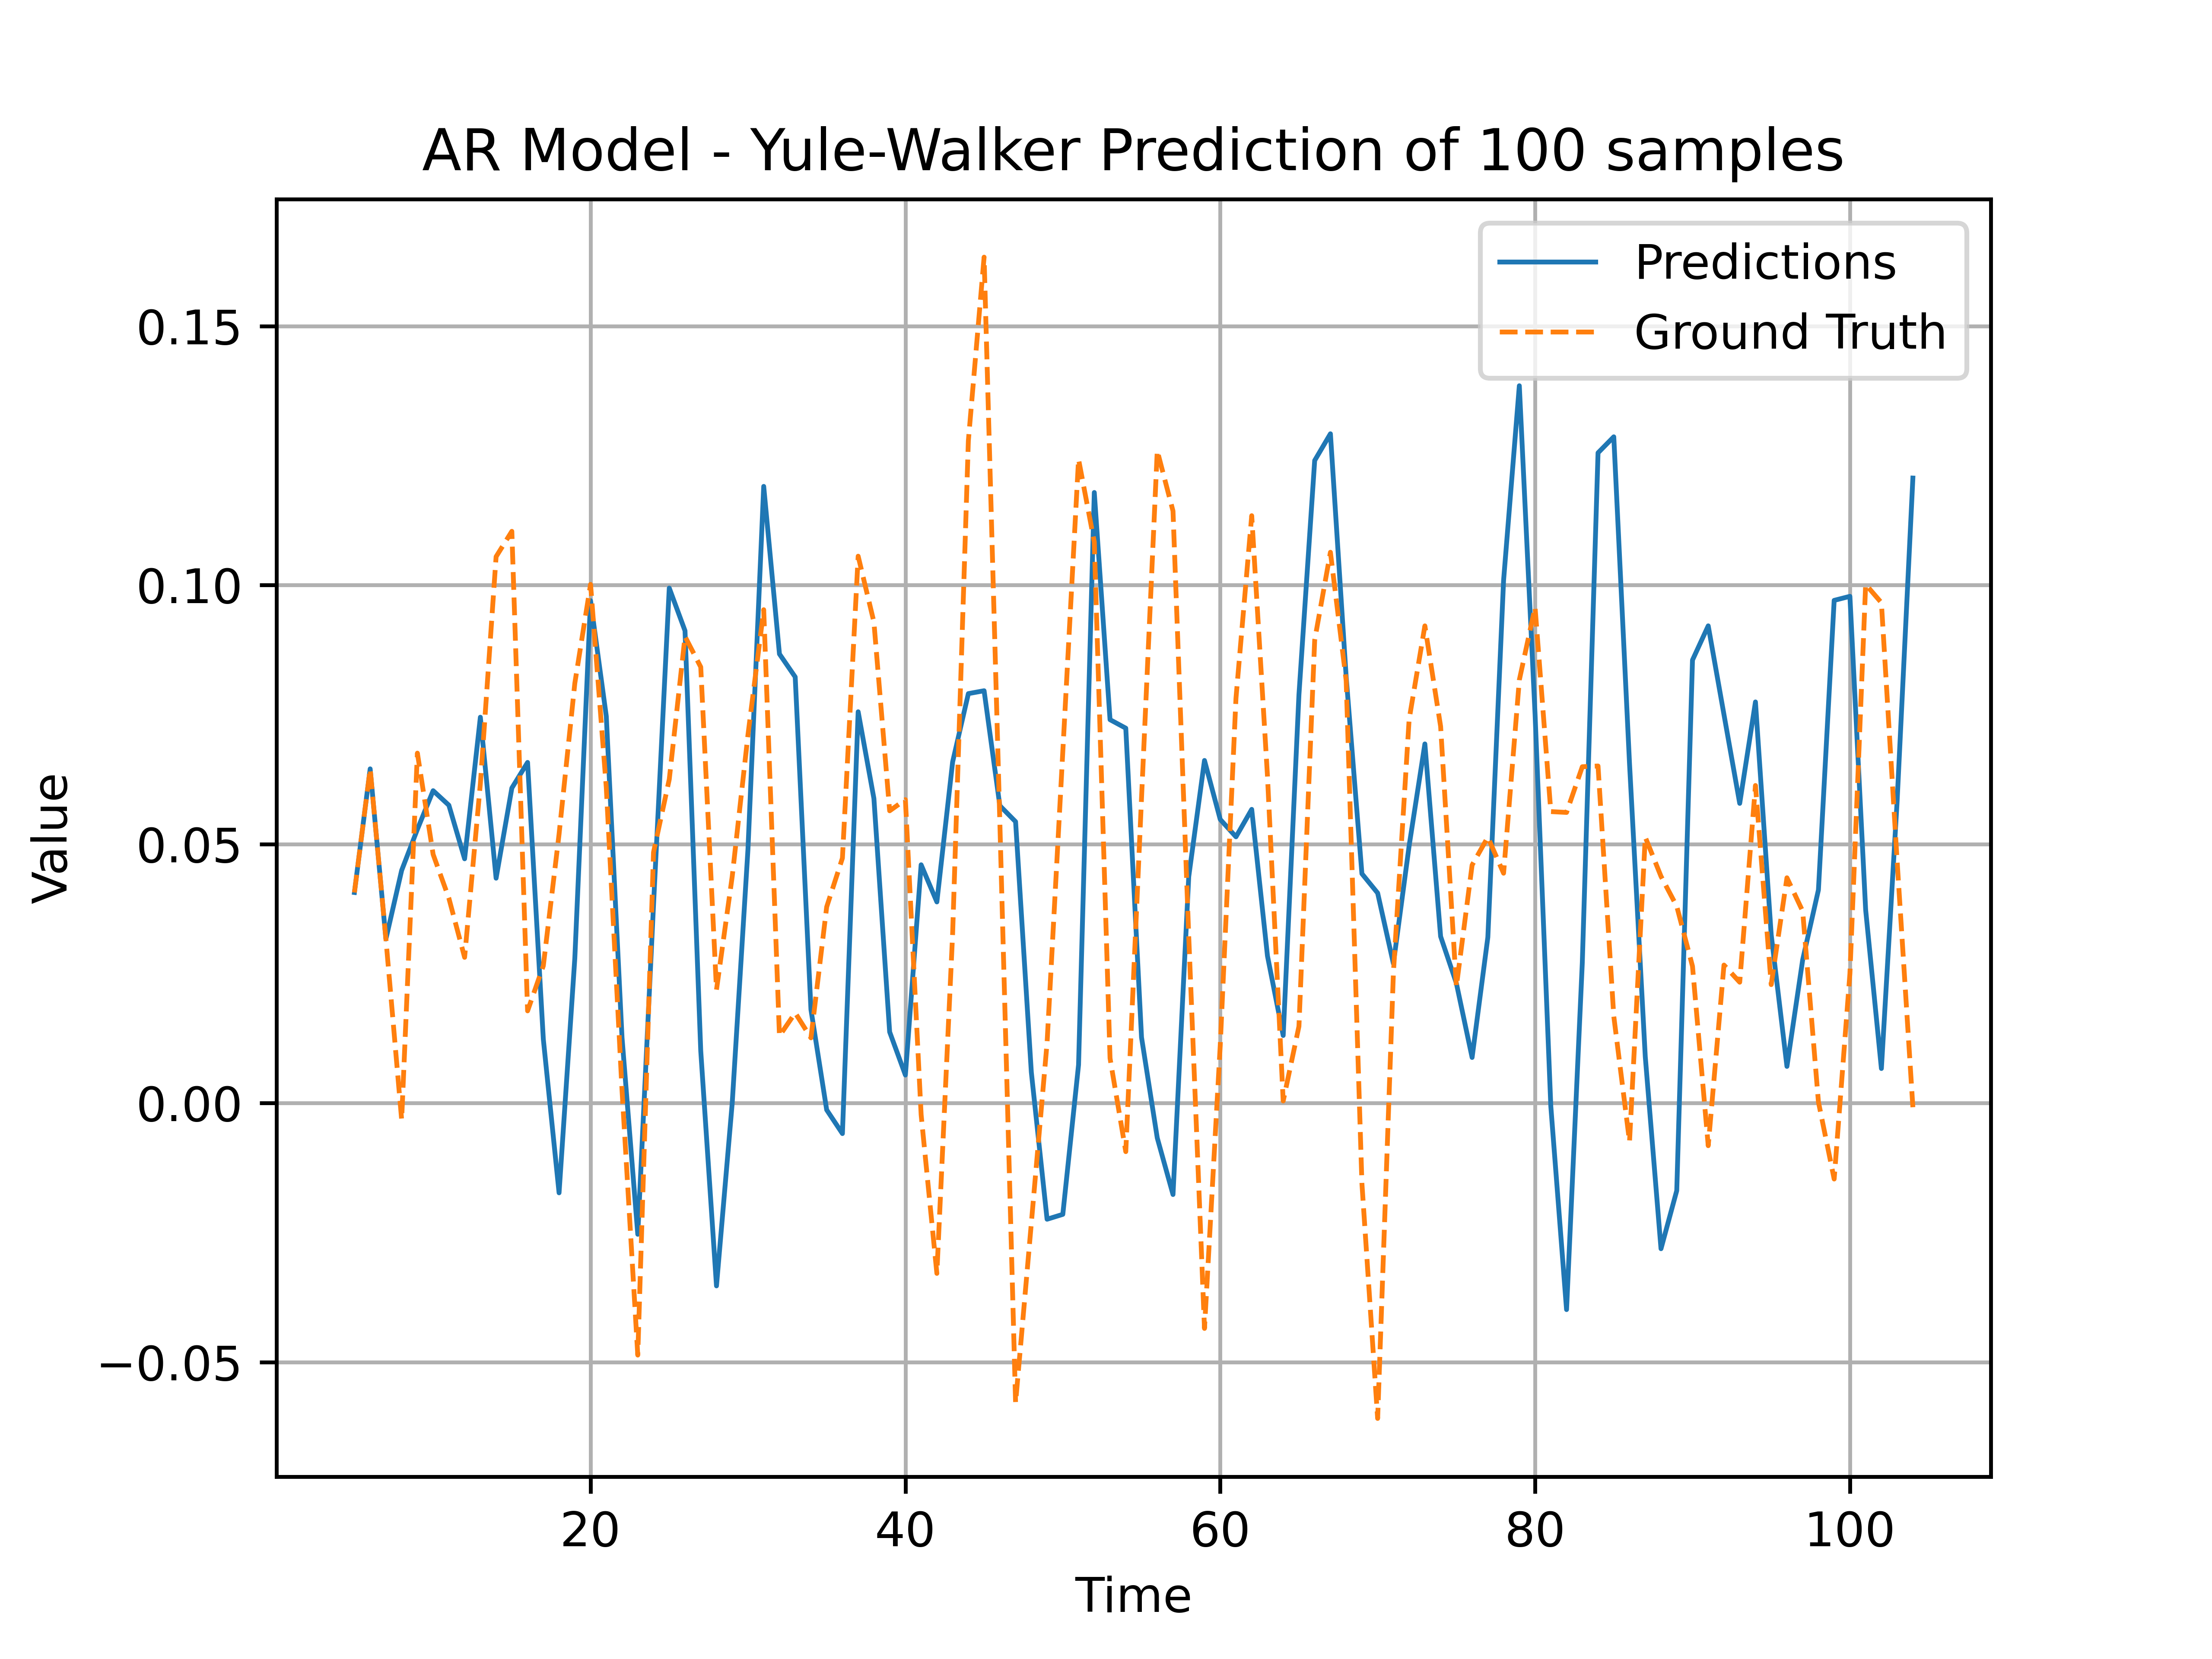 AR Model - Yule-Walker Prediction of 100 samples
Predictions
Ground Truth
0.15
0.10
0.05
0.00
−0.05
Value
20 40 60 80 100
Time